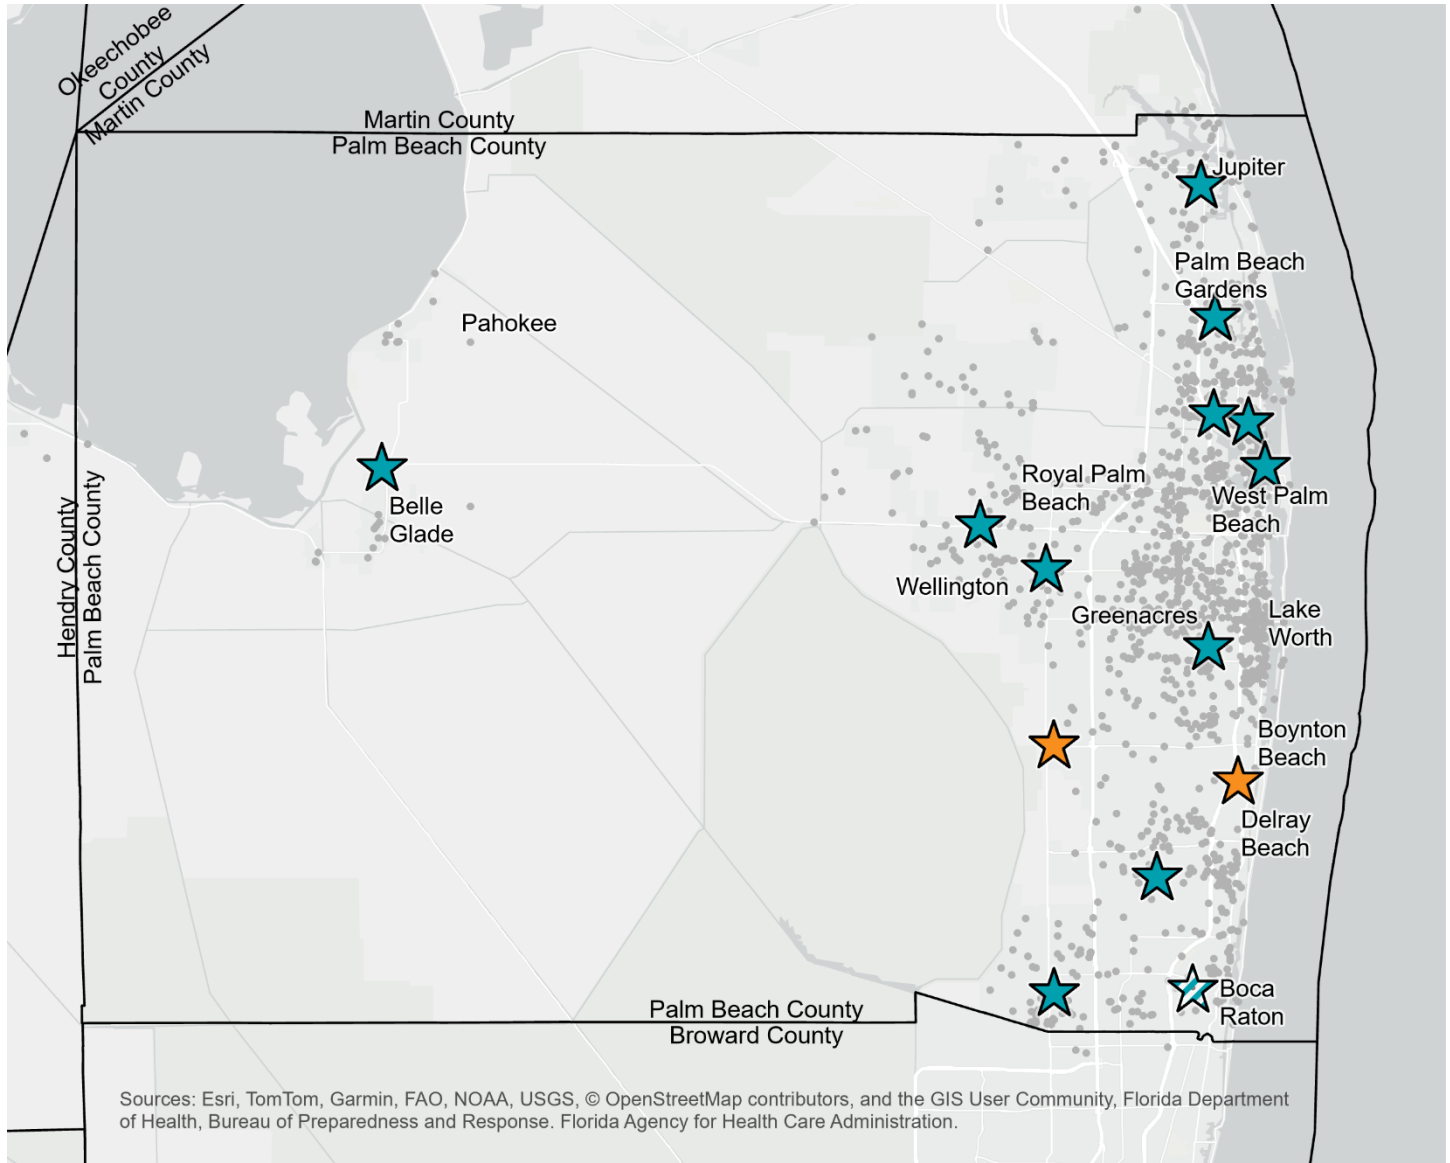 Okeechobee
County
Martin County
Martin County
Palm Beach County
Jupiter
Palm Beach
Gardens
Pahokee
Royal Palm
Beach
West Palm
Beach
Belle
Glade
Hendry County
Palm Beach County
Wellington
Greenacres
Lake
Worth
Boynton
Beach
Delray
Beach
Boca
Raton
Palm Beach County
Broward County
Sources: Esri, TomTom, Garmin, FAO, NOAA, USGS, © OpenStreetMap contributors, and the GIS User Community, Florida Department
of Health, Bureau of Preparedness and Response. Florida Agency for Health Care Administration.